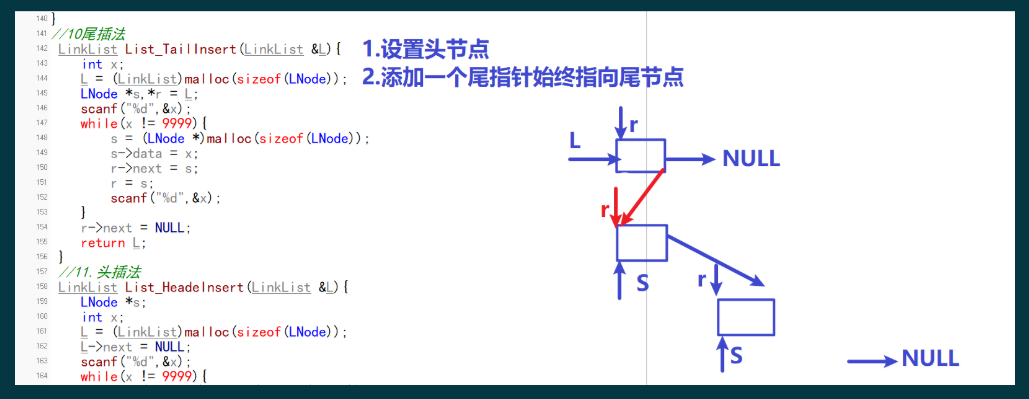 140 }
141 //10尾插法
142 LinkList List_TailInsert(LinkList &L){
143 int x;
144 L = (LinkList)malloc(sizeof(LNode));
145 LNode *s,*r = L;
146 scanf("%d",&x);
147 while(x != 9999){
148 s = (LNode *)malloc(sizeof(LNode));
149 s->data = x;
150 r->next = s;
151 r = s;
152 scanf("%d",&x);
153 }
154 r->next = NULL;
155 return L;
156 }
157 //11.头插法
158 LinkList List_HeadeInsert(LinkList &L){
159 LNode *s;
160 int x;
161 L = (LinkList)malloc(sizeof(LNode));
162 L->next = NULL;
163 scanf("%d",&x);
164 while(x != 9999){
1.设置头节点
2.添加一个尾指针始终指向尾节点
r
L
NULL
r
S
r
S
NULL